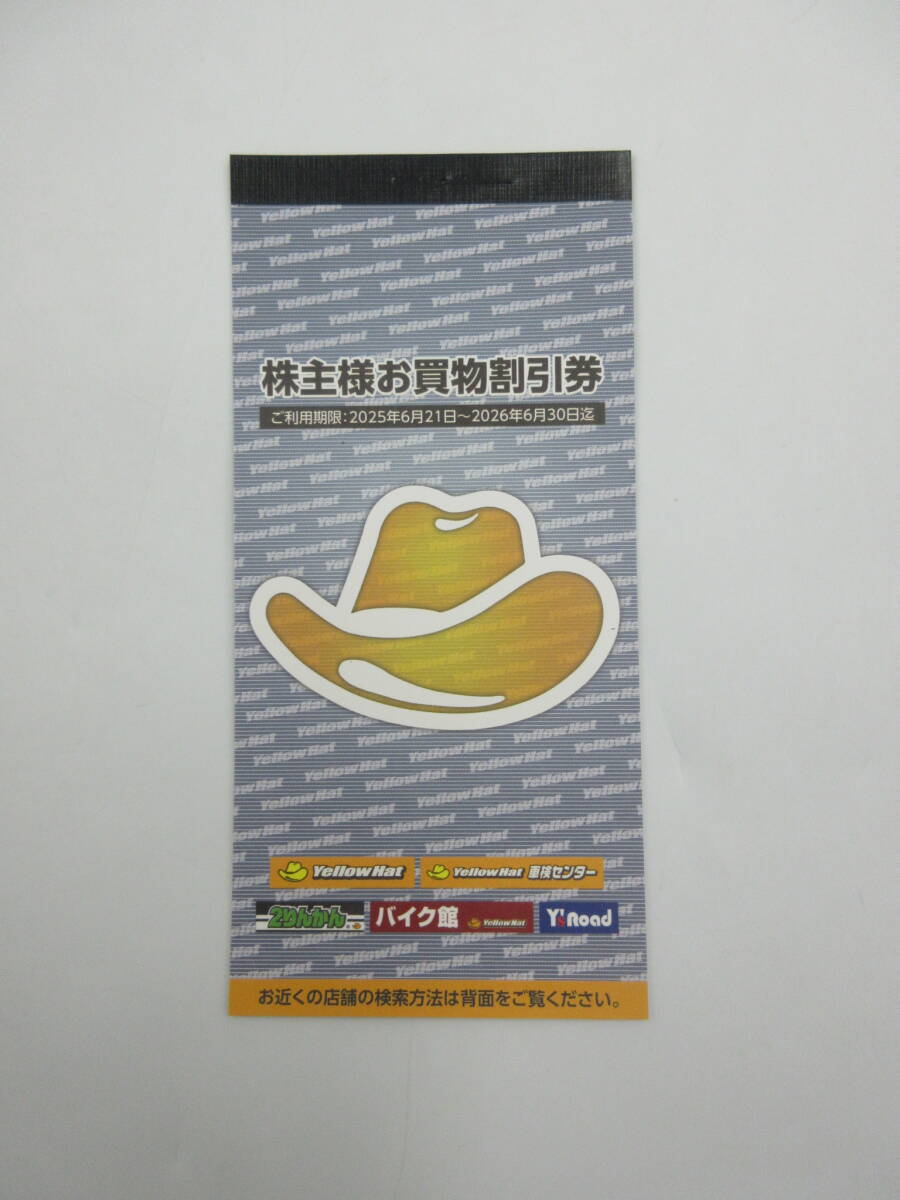 株主様お買物割引券
ご利用期限:2025年6月21日～2026年6月30日迄
YellowHat
YellowHat 車検センター
2りんかん
バイク館 YellowHat
Y's Road
お近くの店舗の検索方法は背面をご覧ください。